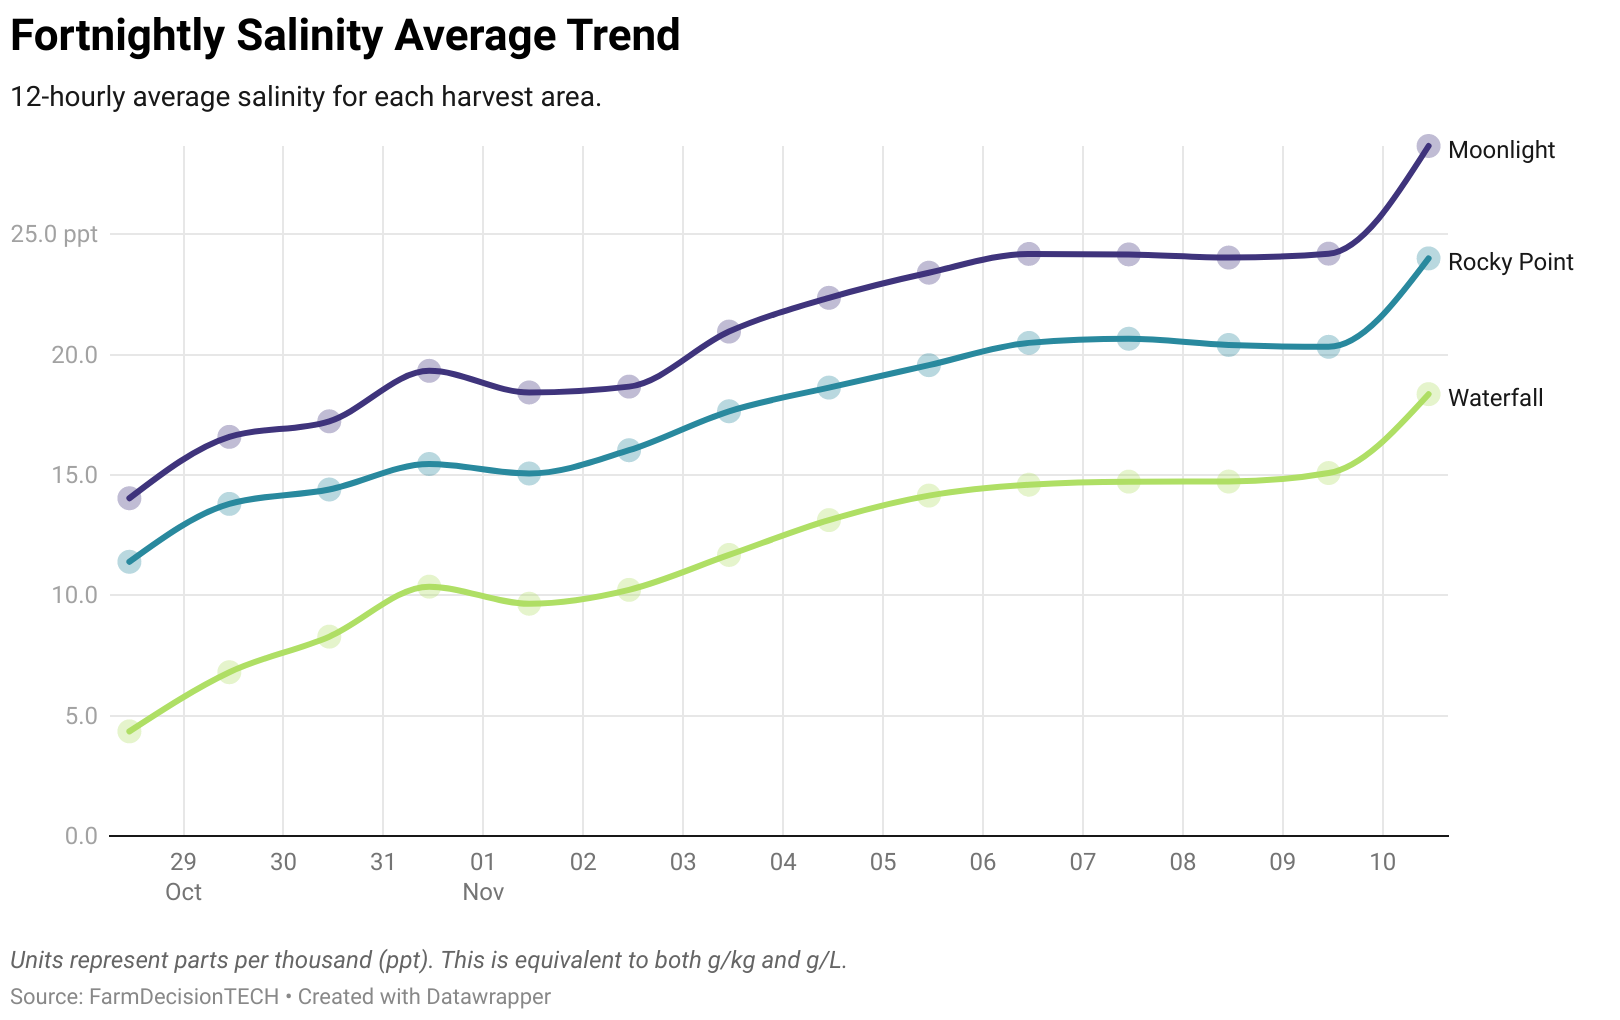 Fortnightly Salinity Average Trend
12-hourly average salinity for each harvest area.
Moonlight
25.0 ppt
Rocky Point
20.0
Waterfall
15.0
10.0
5.0
0.0
29 30 31 01 02 03 04 05 06 07 08 09 10
Oct Nov
Units represent parts per thousand (ppt). This is equivalent to both g/kg and g/L.
Source: FarmDecisionTECH • Created with Datawrapper